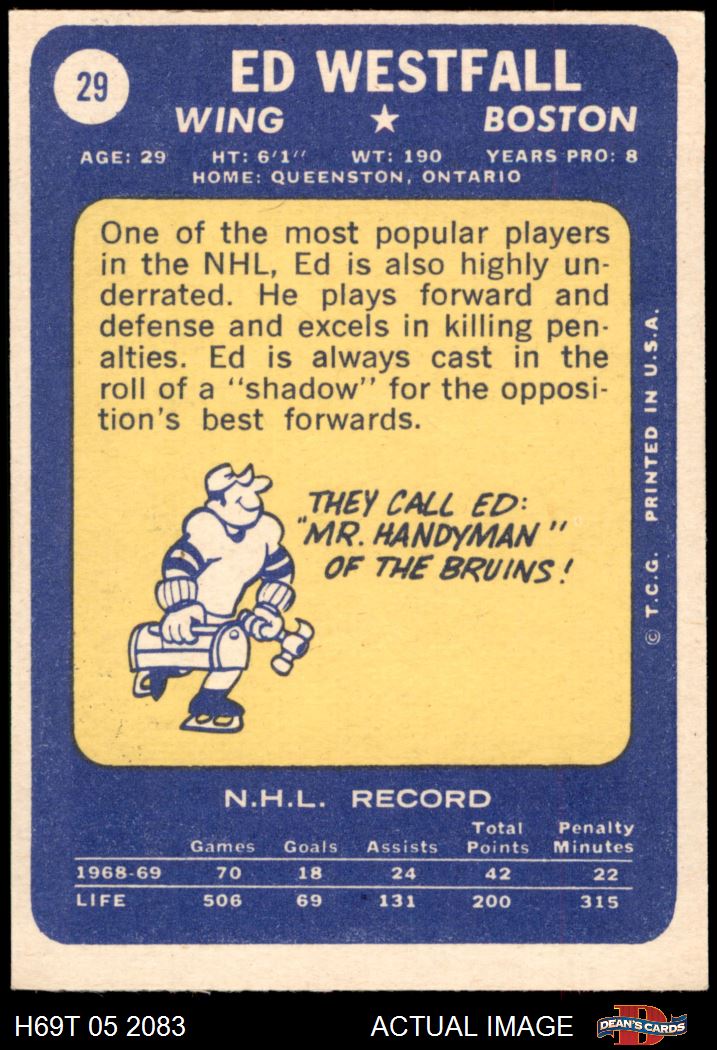 29
ED WESTFALL
WING ★ BOSTON
AGE: 29 HT: 6'1" WT: 190 YEARS PRO: 8
HOME: QUEENSTON, ONTARIO
One of the most popular players
in the NHL, Ed is also highly un-
derrated. He plays forward and
defense and excels in killing pen-
alties. Ed is always cast in the
roll of a "shadow" for the opposi-
tion's best forwards.
THEY CALL ED:
"MR. HANDYMAN"
OF THE BRUINS!
© T.C.G. PRINTED IN U.S.A.
N.H.L. RECORD
Total Penalty
Games Goals Assists Points Minutes
1968-69 70 18 24 42 22
LIFE 506 69 131 200 315
H69T 05 2083 ACTUAL IMAGE
D
DEAN'S CARDS